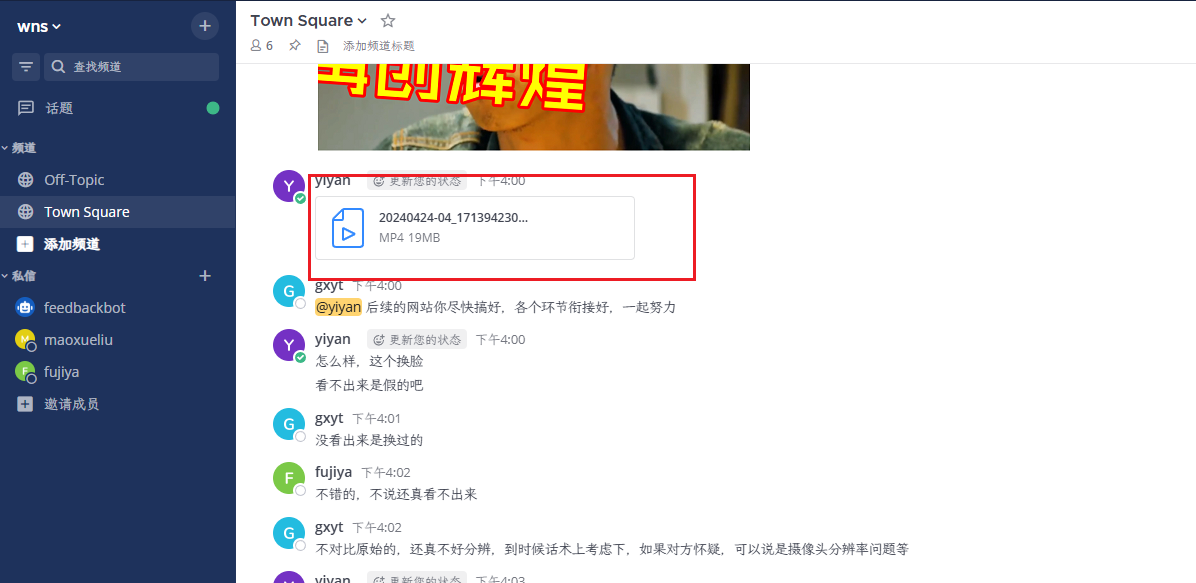 wns
查找频道
话题
频道
Off-Topic
Town Square
添加频道
私信
feedbackbot
maoxueliu
fujiya
邀请成员
Town Square
6
添加频道标题
再创辉煌
yiyan 更新您的状态 下午4:00
20240424-04_171394230...
MP4 19MB
gxyt 下午4:00
@yiyan 后续的网站你尽快搞好，各个环节衔接好，一起努力
yiyan 更新您的状态 下午4:00
怎么样，这个换脸
看不出来是假的吧
gxyt 下午4:01
没看出来是换过的
fujiya 下午4:02
不错的，不说还真看不出来
gxyt 下午4:02
不对比原始的，还真不好分辨，到时候话术上考虑下，如果对方怀疑，可以说是摄像头分辨率问题等
yiyan 更新您的状态 下午4:03